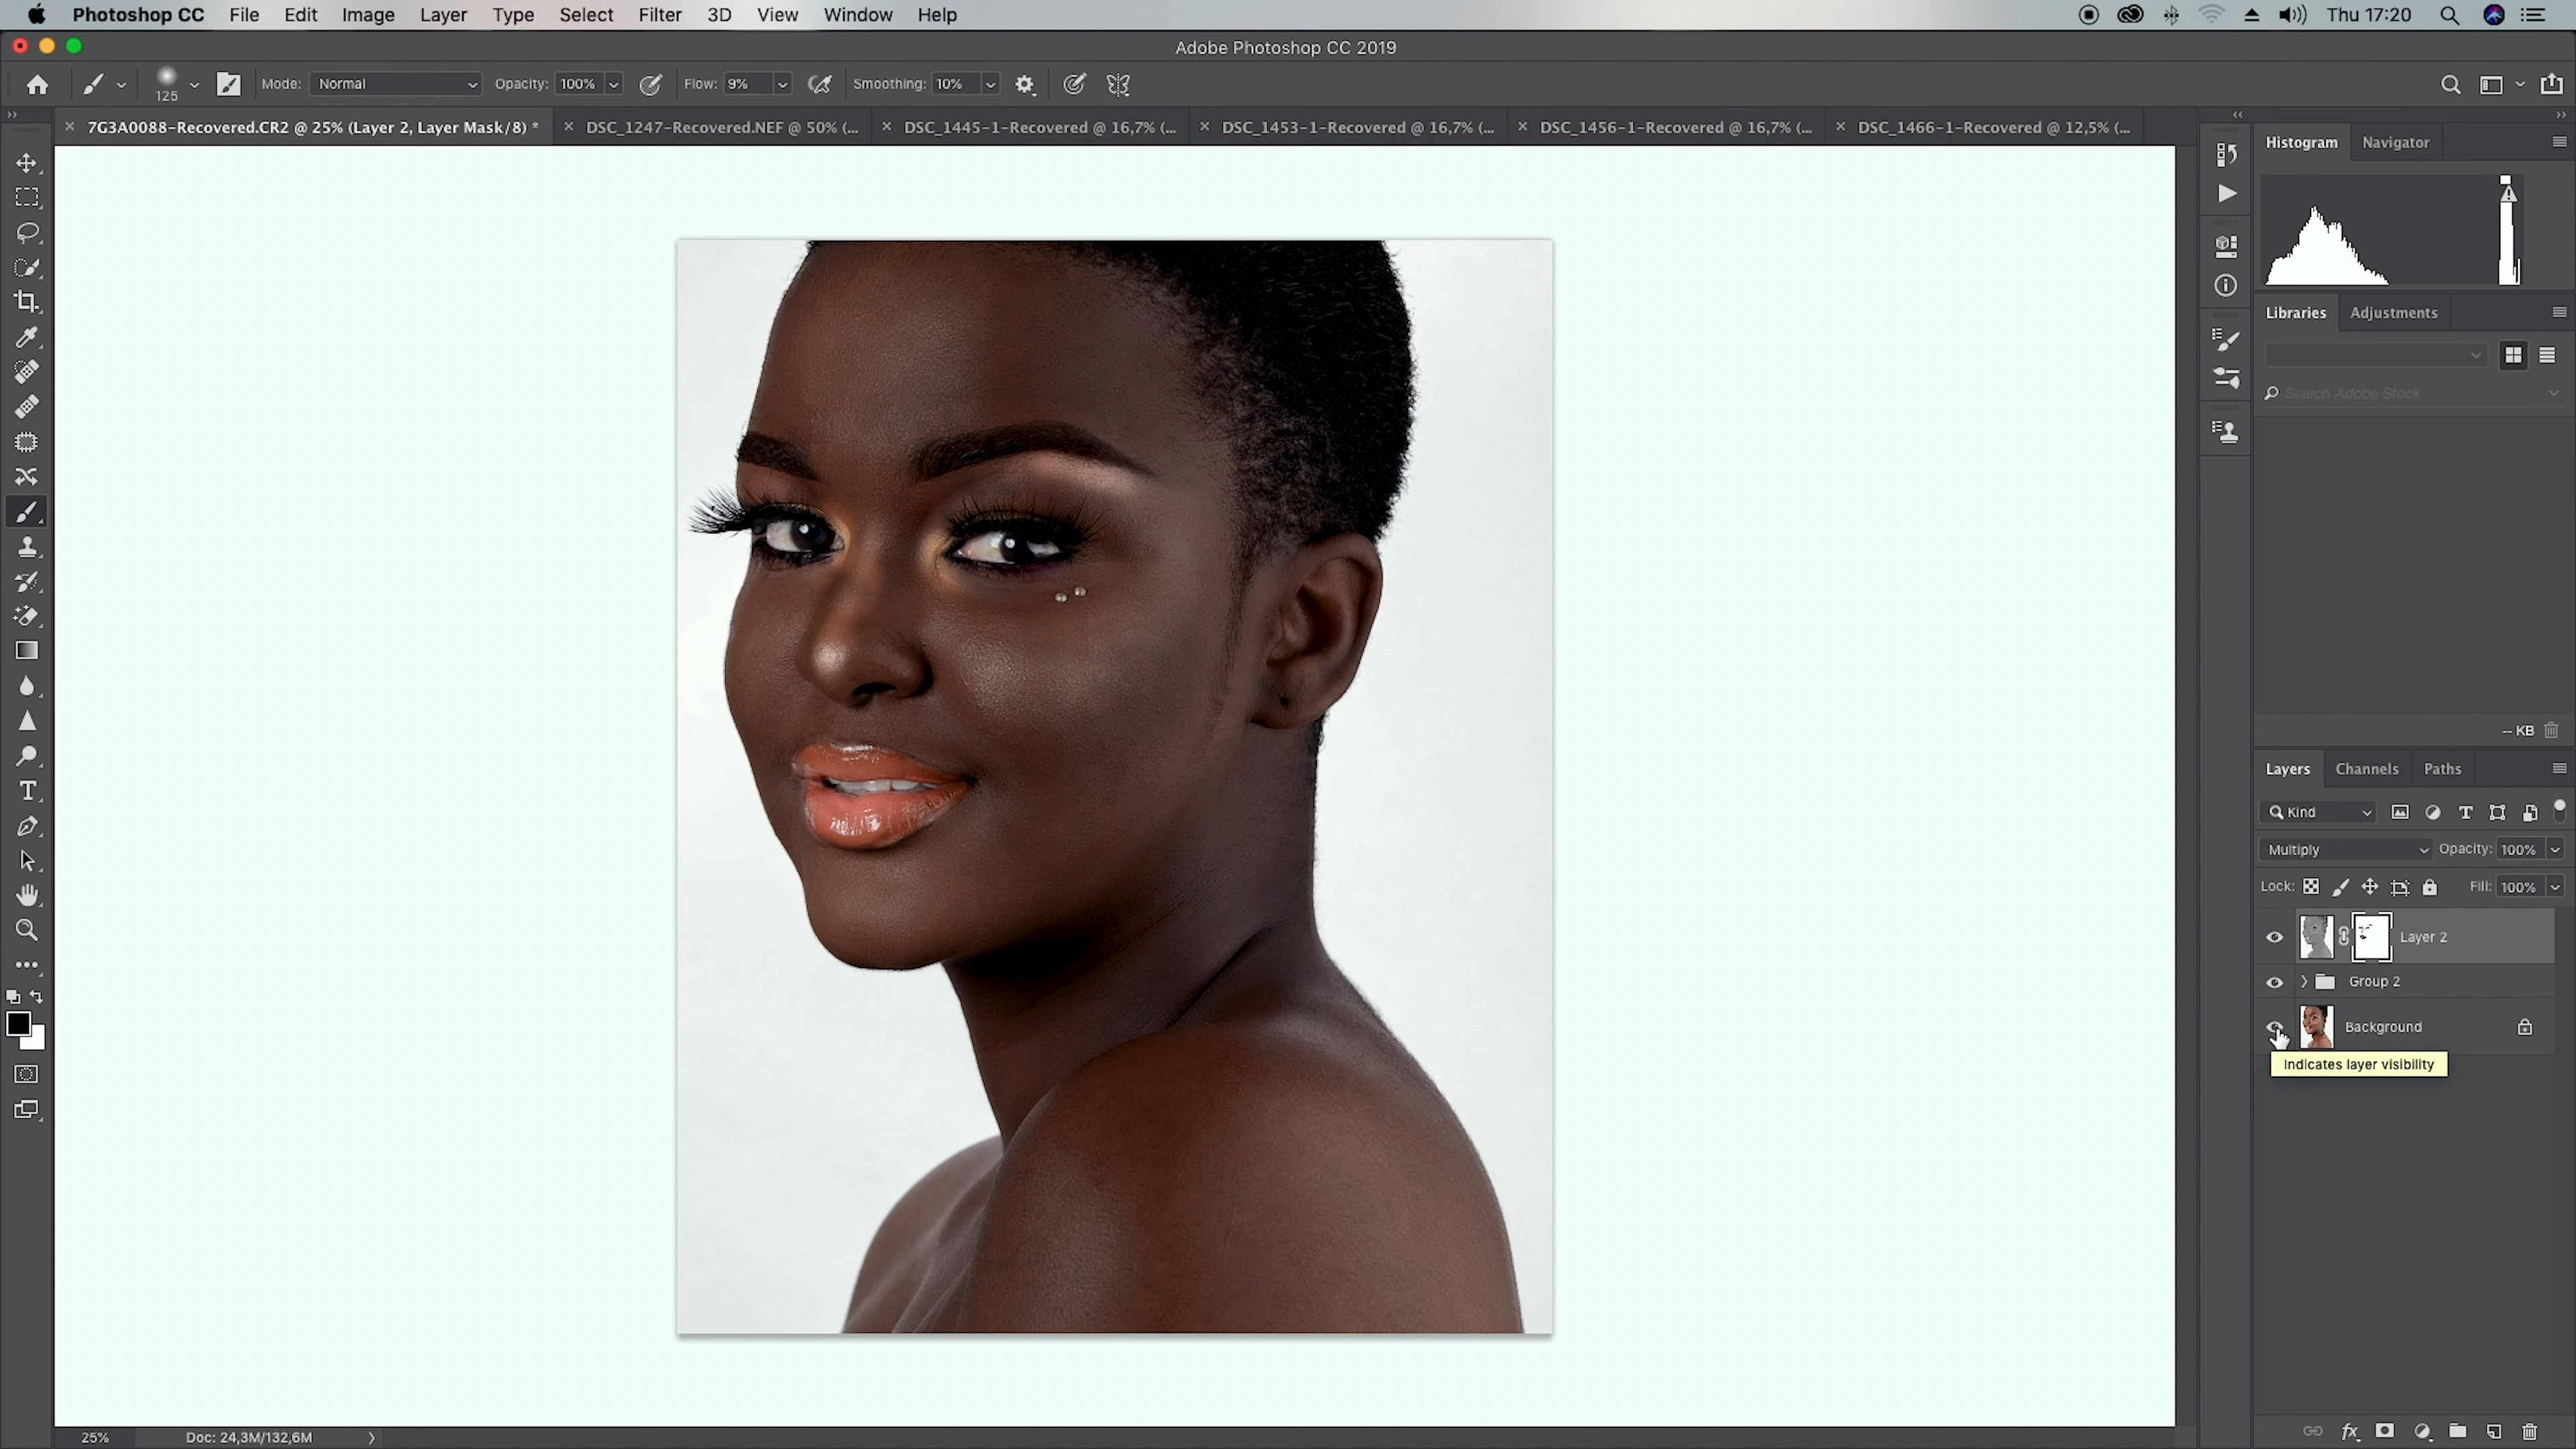 Photoshop CC File Edit Image Layer Type Select Filter 3D View Window Help Thu 17:20
Adobe Photoshop CC 2019
125 Mode: Normal Opacity: 100% Flow: 9% Smoothing: 10%
7G3A0088-Recovered.CR2 @ 25% (Layer 2, Layer Mask/8) * DSC_1247-Recovered.NEF @ 50% (... DSC_1445-1-Recovered @ 16,7% (... DSC_1453-1-Recovered @ 16,7% (... DSC_1456-1-Recovered @ 16,7% (... DSC_1466-1-Recovered @ 12,5% (...
Histogram Navigator
Libraries Adjustments
Search Adobe Stock
-- KB
Layers Channels Paths
Kind
Multiply Opacity: 100%
Lock: Fill: 100%
Layer 2
Group 2
Background
Indicates layer visibility
25% Doc: 24,3M/132,6M